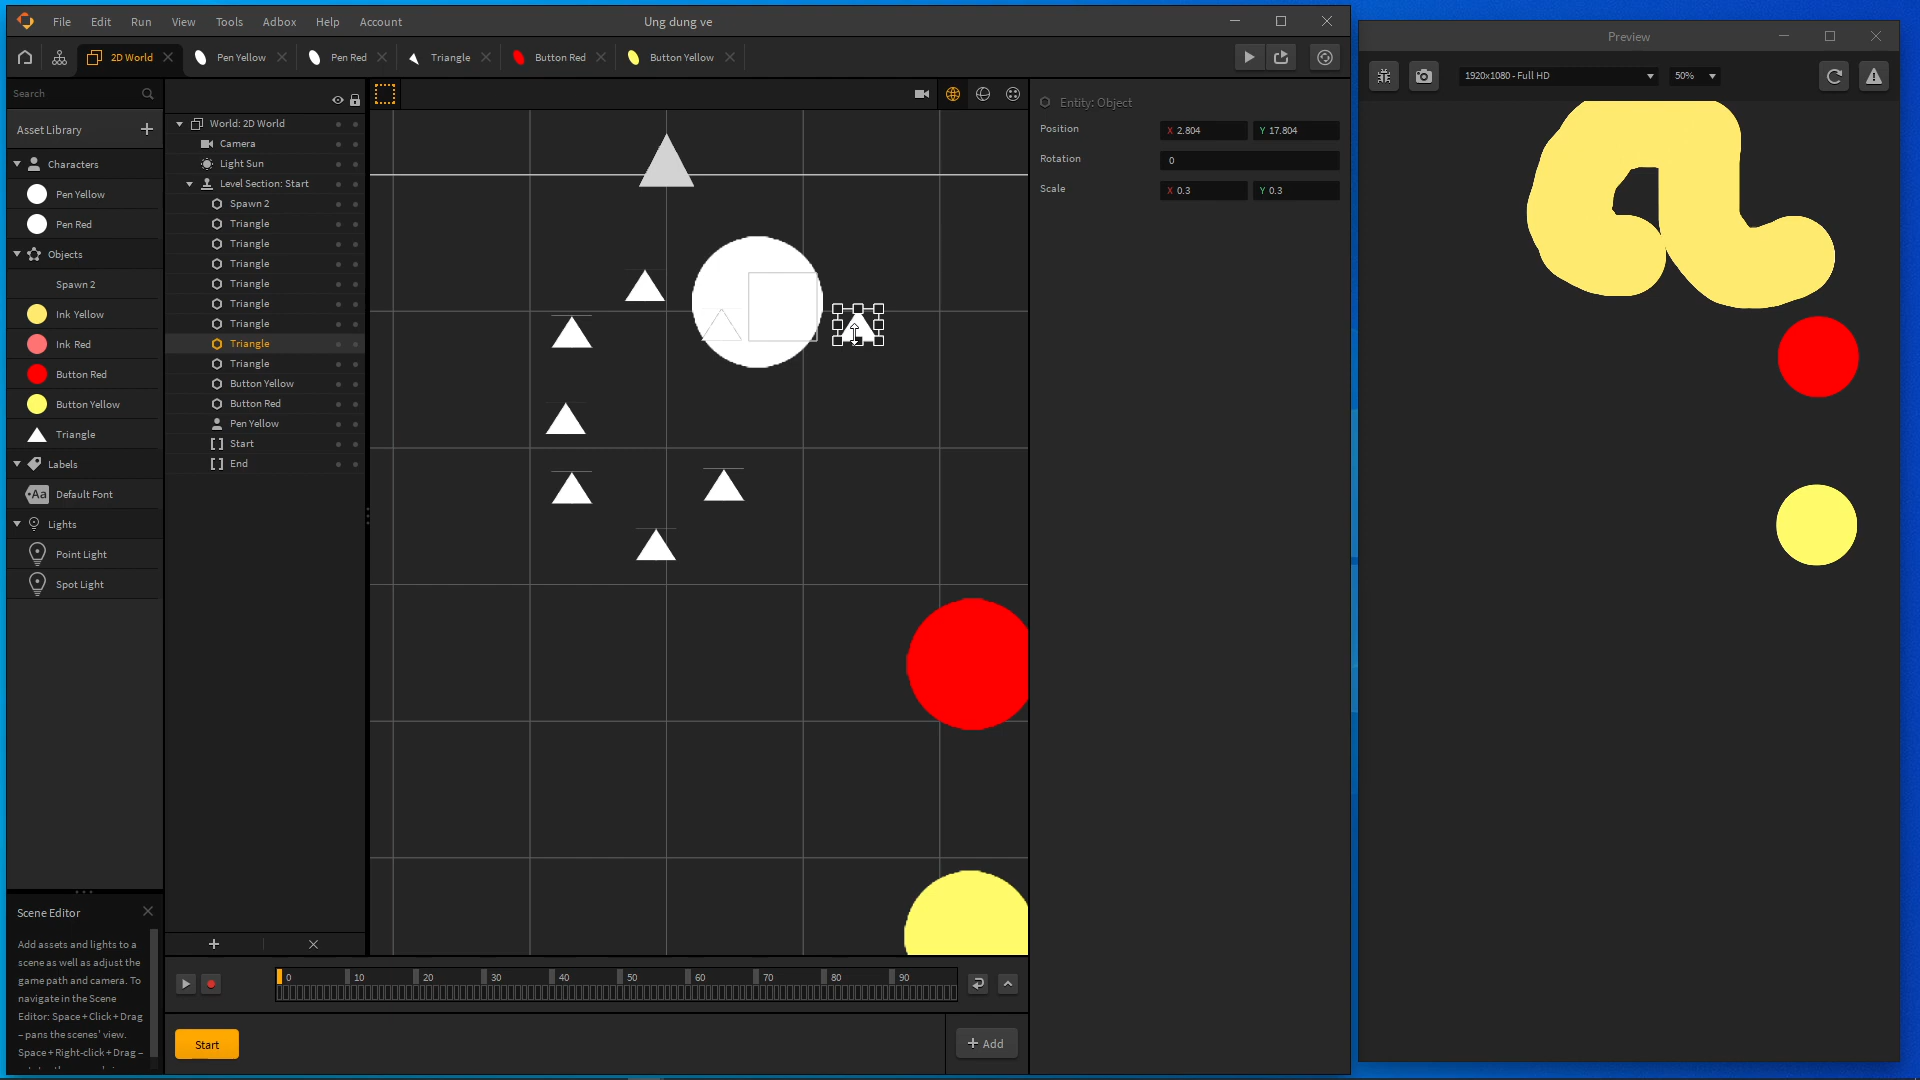 File Edit Run View Tools Adbox Help Account
Ung dung ve
2D World
Pen Yellow
Pen Red
Triangle
Button Red
Button Yellow
Search
Asset Library
Characters
Pen Yellow
Pen Red
Objects
Spawn 2
Ink Yellow
Ink Red
Button Red
Button Yellow
Triangle
Labels
Aa Default Font
Lights
Point Light
Spot Light
Scene Editor
Add assets and lights to a
scene as well as adjust the
game path and camera. To
navigate in the Scene
Editor: Space + Click + Drag
– pans the scenes' view.
Space + Right-click + Drag –
World: 2D World
Camera
Light Sun
Level Section: Start
Spawn 2
Triangle
Triangle
Triangle
Triangle
Triangle
Triangle
Triangle
Triangle
Button Yellow
Button Red
Pen Yellow
Start
End
0 10 20 30 40 50 60 70 80 90
Start
+ Add
Entity: Object
Position X 2.804 Y 17.804
Rotation 0
Scale X 0.3 Y 0.3
Preview
1920x1080 - Full HD
50%